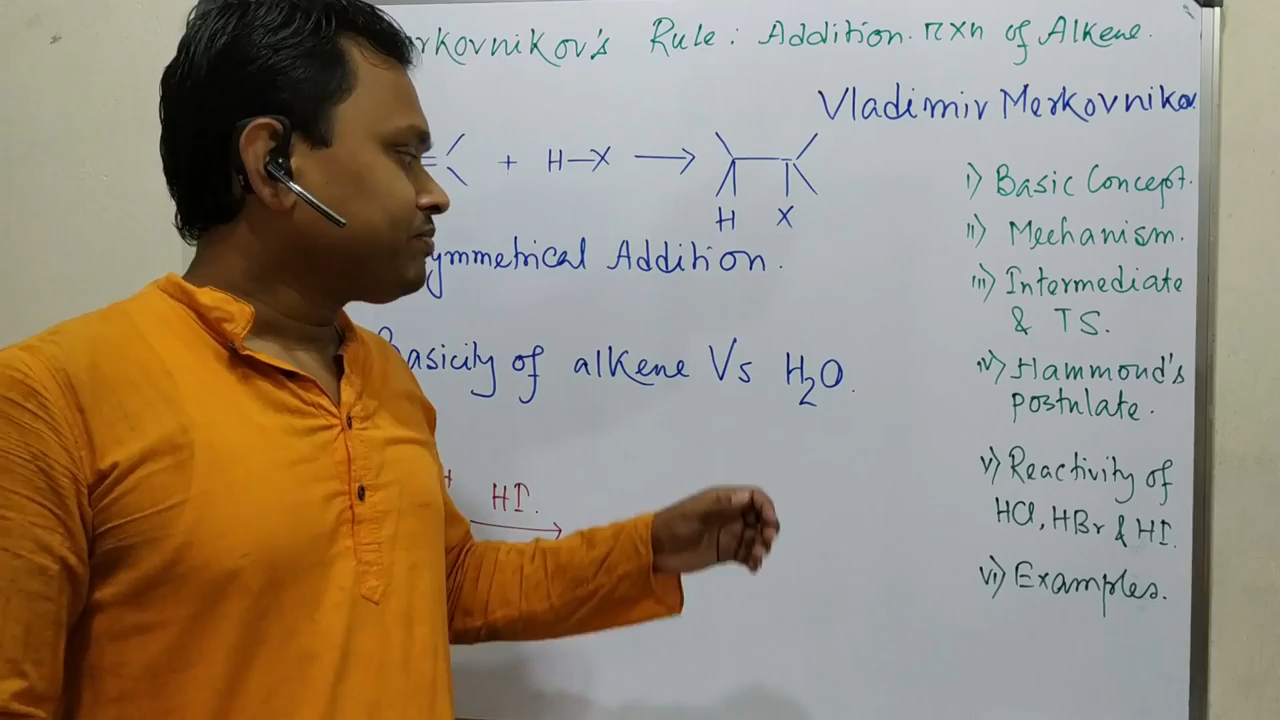 rkovnikov's Rule : Addition rxn of Alkene.
Vladimir Merkovnikov
= + H—X → H X
ymmetrical Addition.
Basicity of alkene Vs H₂O.
H HI.
i) Basic Concept.
ii) Mechanism.
iii) Intermediate
& TS.
iv) Hammond's
postulate.
v) Reactivity of
HCl, HBr & HI.
vi) Examples.